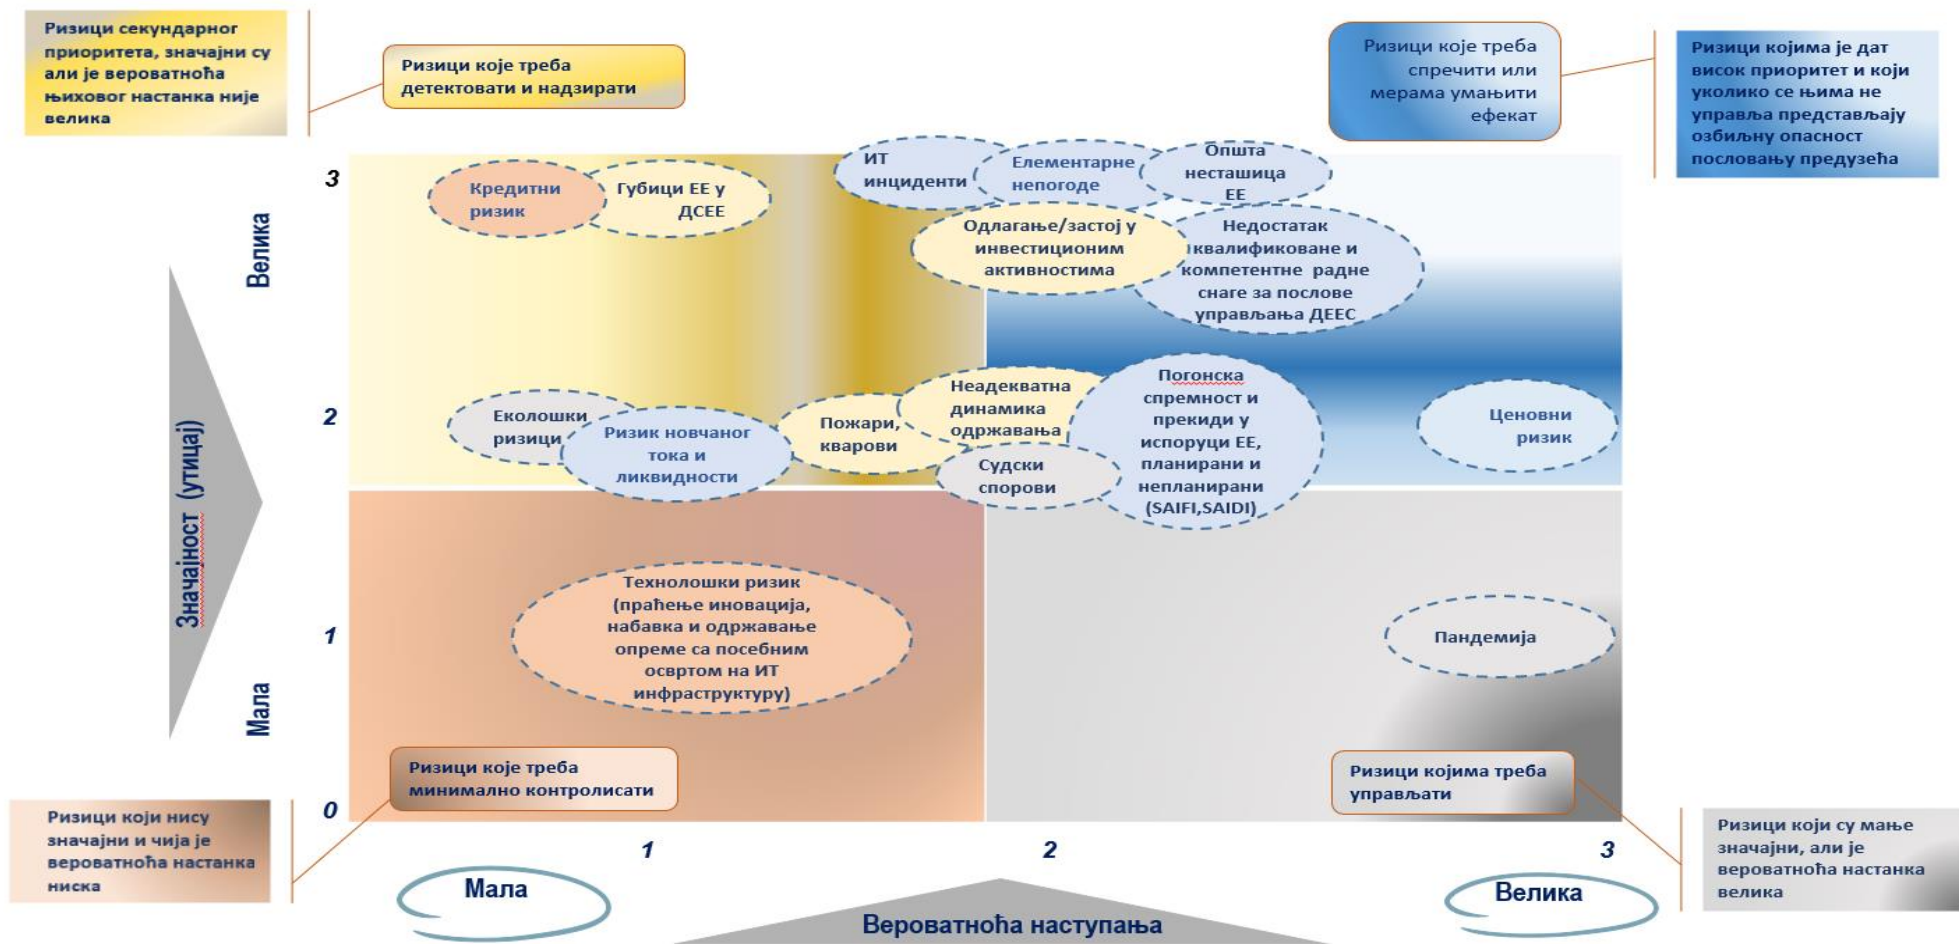 Ризици секундарног
приоритета, значајни су
али је вероватноћа
њиховог настанка није
велика
Ризици које треба
детектовати и надзирати
Ризици које треба
спречити или
мерама умањити
ефекат
Ризици којима је дат
висок приоритет и који
уколико се њима не
управља представљају
озбиљну опасност
пословању предузећа
3
Велика
Кредитни
ризик
Губици ЕЕ у
ДСЕЕ
ИТ
инциденти
Елементарне
непогоде
Општа
несташица
ЕЕ
Одлагање/застој у
инвестиционим
активностима
Недостатак
квалификоване и
компетентне радне
снаге за послове
управљања ДЕЕС
Значајност (утицај)
2
Еколошки
ризици
Ризик новчаног
тока и
ликвидности
Пожари,
кварови
Неадекватна
динамика
одржавања
Судски
спорови
Погонска
спремност и
прекиди у
испоруци ЕЕ,
планирани и
непланирани
(SAIFI,SAIDI)
Ценовни
ризик
1
Мала
Технолошки ризик
(праћење иновација,
набавка и одржавање
опреме са посебним
освртом на ИТ
инфраструктуру)
Пандемија
Ризици које треба
минимално контролисати
Ризици којима треба
управљати
0
Ризици који нису
значајни и чија је
вероватноћа настанка
ниска
Ризици који су мање
значајни, али је
вероватноћа настанка
велика
1
2
3
Мала
Велика
Вероватноћа наступања